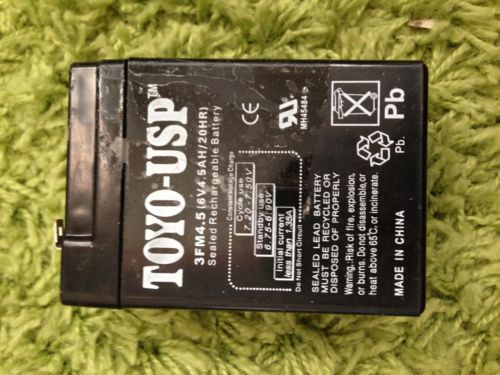 TOYO-USP™
3FM4.5(6V4.5AH/20HR)
Sealed Rechargeable Battery
Constant Voltage Charge
Cycle use
7.20-7.50V
Standby use
6.75-6.90V
Initial current
less than 1.35A
Do Not Short Circuit
CE
MH45484
Pb
Pb.
SEALED LEAD BATTERY
MUST BE RECYCLED OR
DISPOSED OF PROPERLY
Warning: Risk of fire, explosion,
or burns. Do not disassemble,
heat above 65°C, or incinerate.
MADE IN CHINA